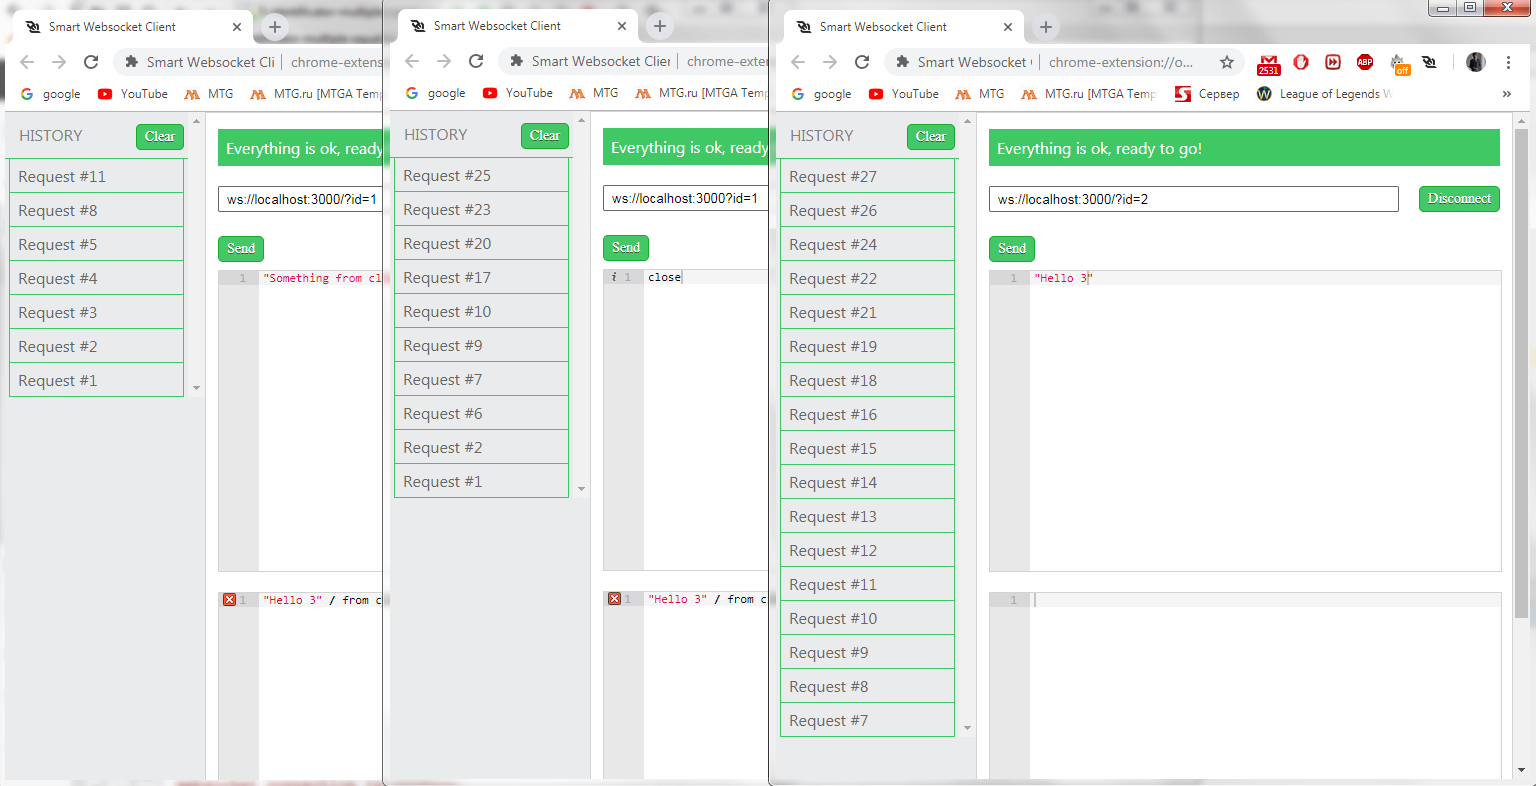 Smart Websocket Client
Smart Websocket Cli | chrome-exten
google YouTube MTG MTG.ru [MTGA Temp
HISTORY Clear
Request #11
Request #8
Request #5
Request #4
Request #3
Request #2
Request #1
Everything is ok, ready
ws://localhost:3000/?id=1
Send
1 "Something from cl
1 "Hello 3" / from c
Smart Websocket Client
Smart Websocket Clien | chrome-exten
google YouTube MTG MTG.ru [MTGA Temp
HISTORY Clear
Request #25
Request #23
Request #20
Request #17
Request #10
Request #9
Request #7
Request #6
Request #2
Request #1
Everything is ok, ready
ws://localhost:3000?id=1
Send
i 1 close
1 "Hello 3" / from c
Smart Websocket Client
Smart Websocket | chrome-extension://o...
2531 ABP off
google YouTube MTG MTG.ru [MTGA Temp Сервер League of Legends W »
HISTORY Clear
Request #27
Request #26
Request #24
Request #22
Request #21
Request #19
Request #18
Request #16
Request #15
Request #14
Request #13
Request #12
Request #11
Request #10
Request #9
Request #8
Request #7
Everything is ok, ready to go!
ws://localhost:3000/?id=2 Disconnect
Send
1 "Hello 3"
1